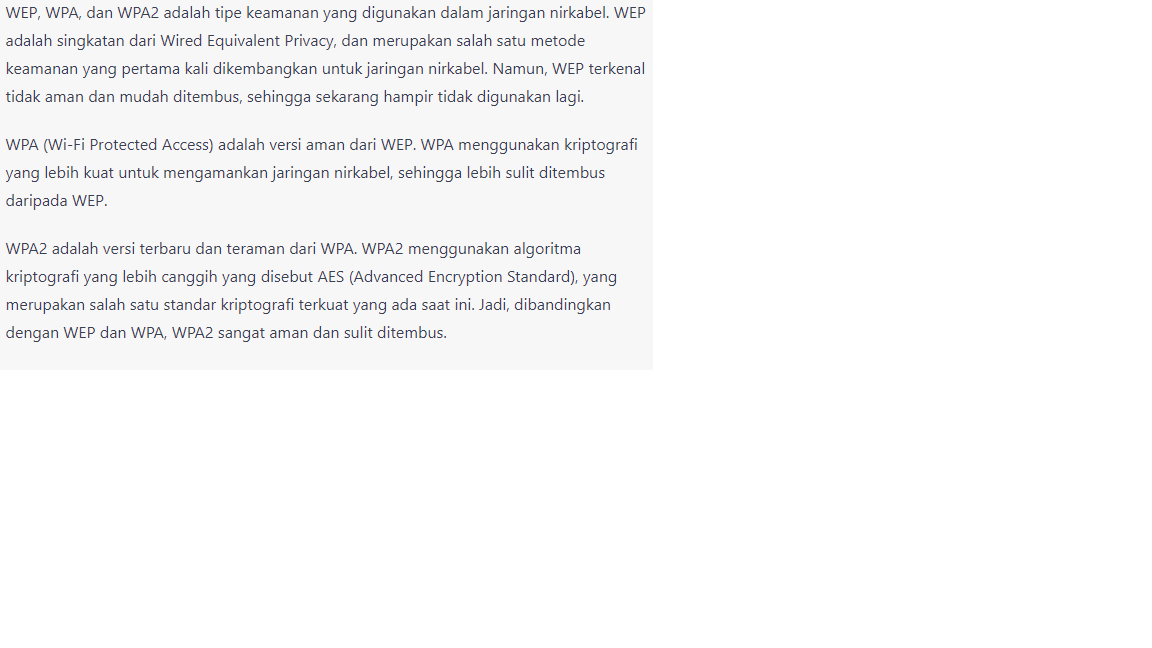 WEP, WPA, dan WPA2 adalah tipe keamanan yang digunakan dalam jaringan nirkabel. WEP
adalah singkatan dari Wired Equivalent Privacy, dan merupakan salah satu metode
keamanan yang pertama kali dikembangkan untuk jaringan nirkabel. Namun, WEP terkenal
tidak aman dan mudah ditembus, sehingga sekarang hampir tidak digunakan lagi.
WPA (Wi-Fi Protected Access) adalah versi aman dari WEP. WPA menggunakan kriptografi
yang lebih kuat untuk mengamankan jaringan nirkabel, sehingga lebih sulit ditembus
daripada WEP.
WPA2 adalah versi terbaru dan teraman dari WPA. WPA2 menggunakan algoritma
kriptografi yang lebih canggih yang disebut AES (Advanced Encryption Standard), yang
merupakan salah satu standar kriptografi terkuat yang ada saat ini. Jadi, dibandingkan
dengan WEP dan WPA, WPA2 sangat aman dan sulit ditembus.